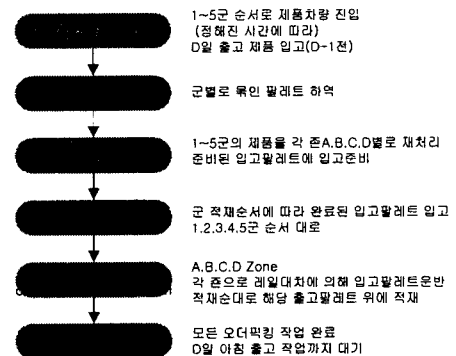 1~5군 순서로 제품차량 진입
(정해진 시간에 따라)
D일 출고 제품 입고(D-1전)
군별로 묶인 팔레트 하역
1~5군의 제품을 각 존A.B.C.D별로 재처리
준비된 입고팔레트에 입고준비
군 적재순서에 따라 완료된 입고팔레트 입고
1.2.3.4.5군 순서 대로
A.B.C.D Zone
각 존으로 레일대차에 의해 입고팔레트운반
적재순대로 해당 출고팔레트 위에 적재
모든 오더픽킹 작업 완료
D일 아침 출고 작업까지 대기